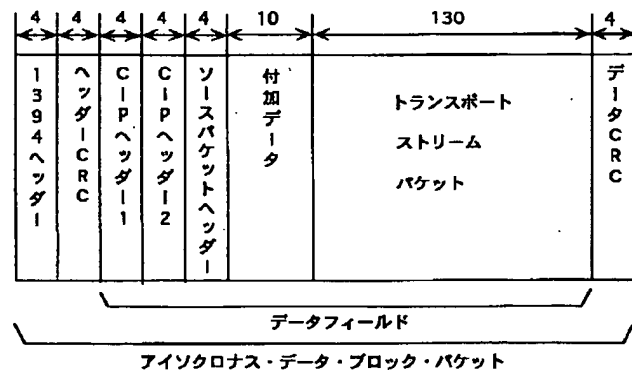 4 4 4 4 4 10 130 4
1394ヘッダー
ヘッダーCRC
CIPヘッダー1
CIPヘッダー2
ソースパケットヘッダー
付加データ
トランスポート
ストリーム
パケット
データCRC
データフィールド
アイソクロナス・データ・ブロック・パケット